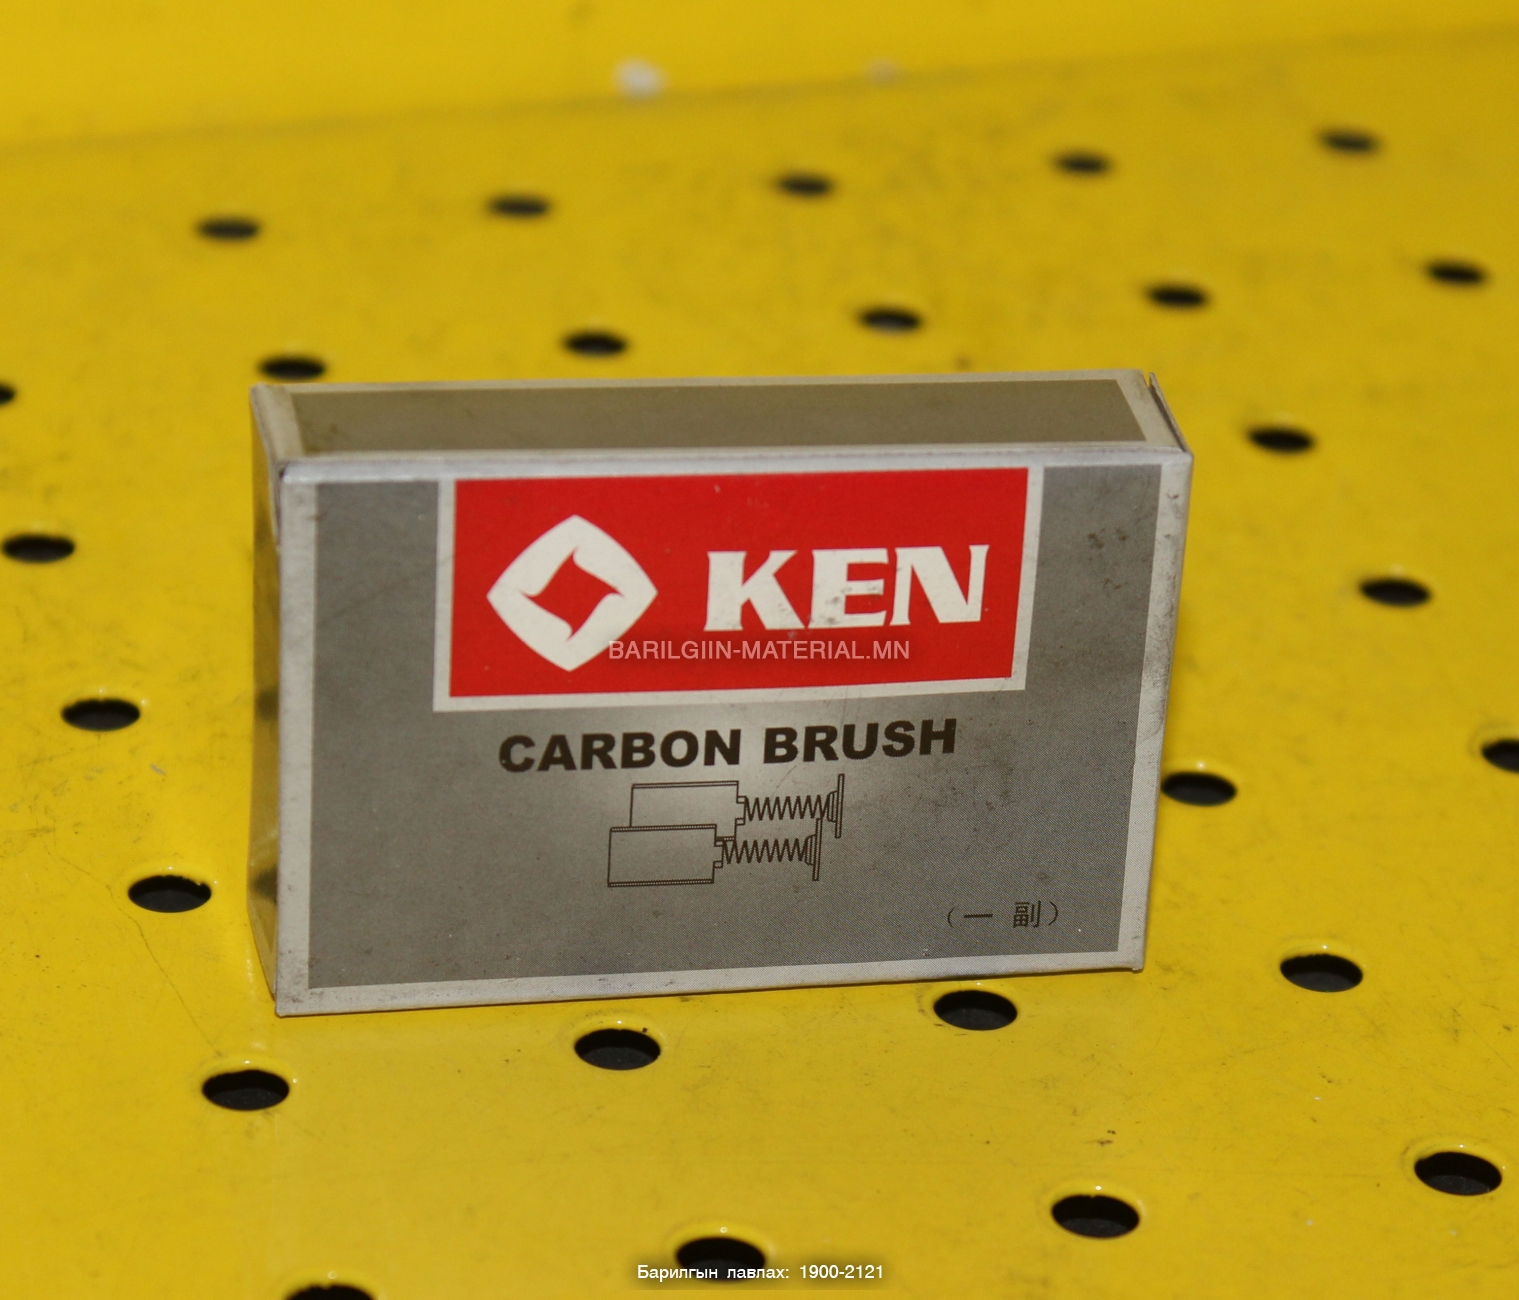 KEN
BARILGIIN-MATERIAL.MN
CARBON BRUSH
(一 副)
Барилгын лавлах: 1900-2121